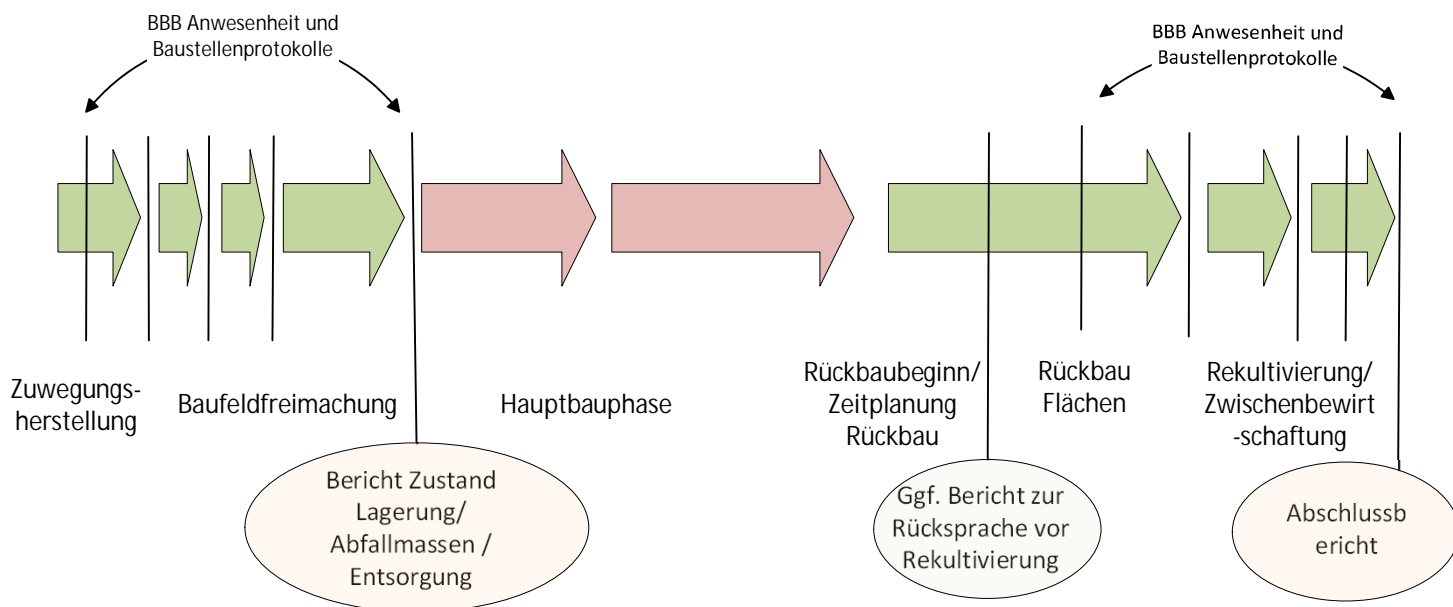 BBB Anwesenheit und
Baustellenprotokolle
BBB Anwesenheit und
Baustellenprotokolle
Zuwegungs-
herstellung
Baufeldfreimachung
Hauptbauphase
Rückbaubeginn/
Zeitplanung
Rückbau
Rückbau
Flächen
Rekultivierung/
Zwischenbewirt
-schaftung
Bericht Zustand
Lagerung/
Abfallmassen /
Entsorgung
Ggf. Bericht zur
Rücksprache vor
Rekultivierung
Abschlussb
ericht